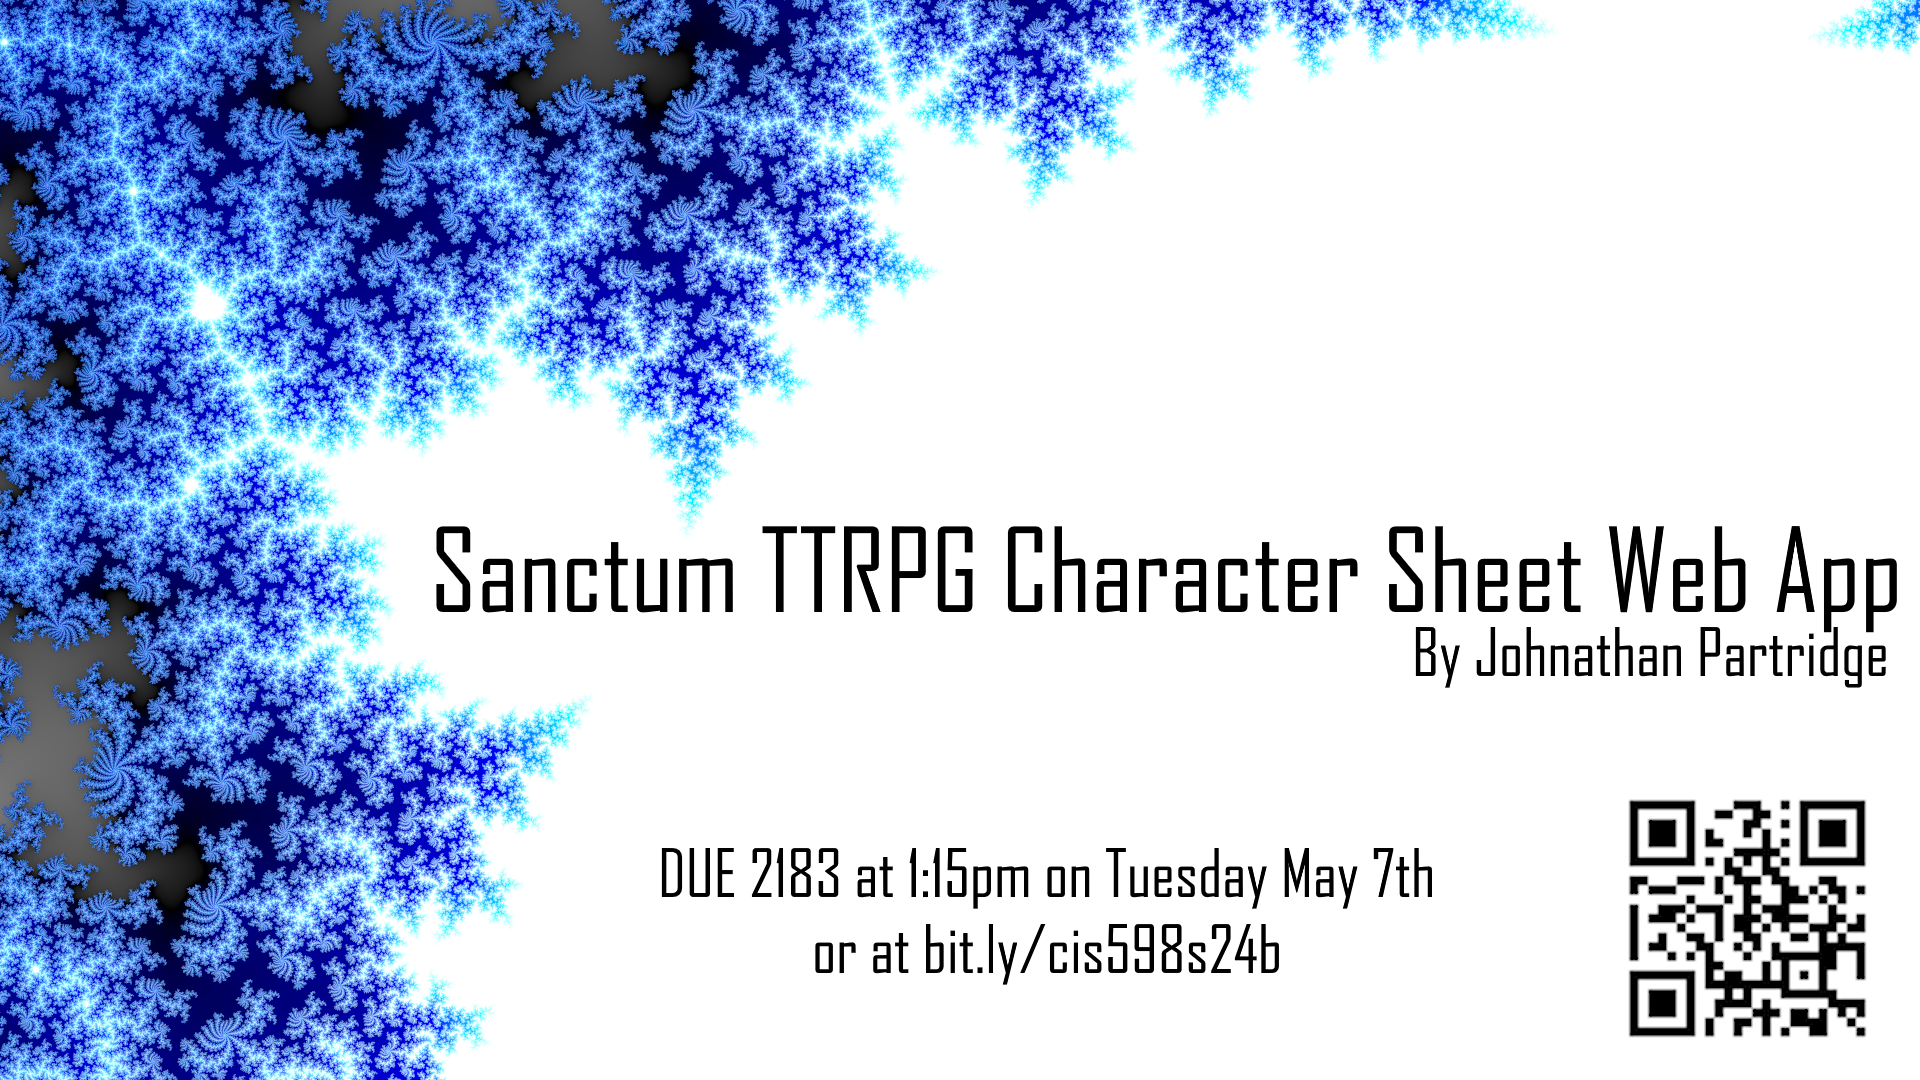 Sanctum TTRPG Character Sheet Web App
By Johnathan Partridge
DUE 2183 at 1:15pm on Tuesday May 7th
or at bit.ly/cis598s24b